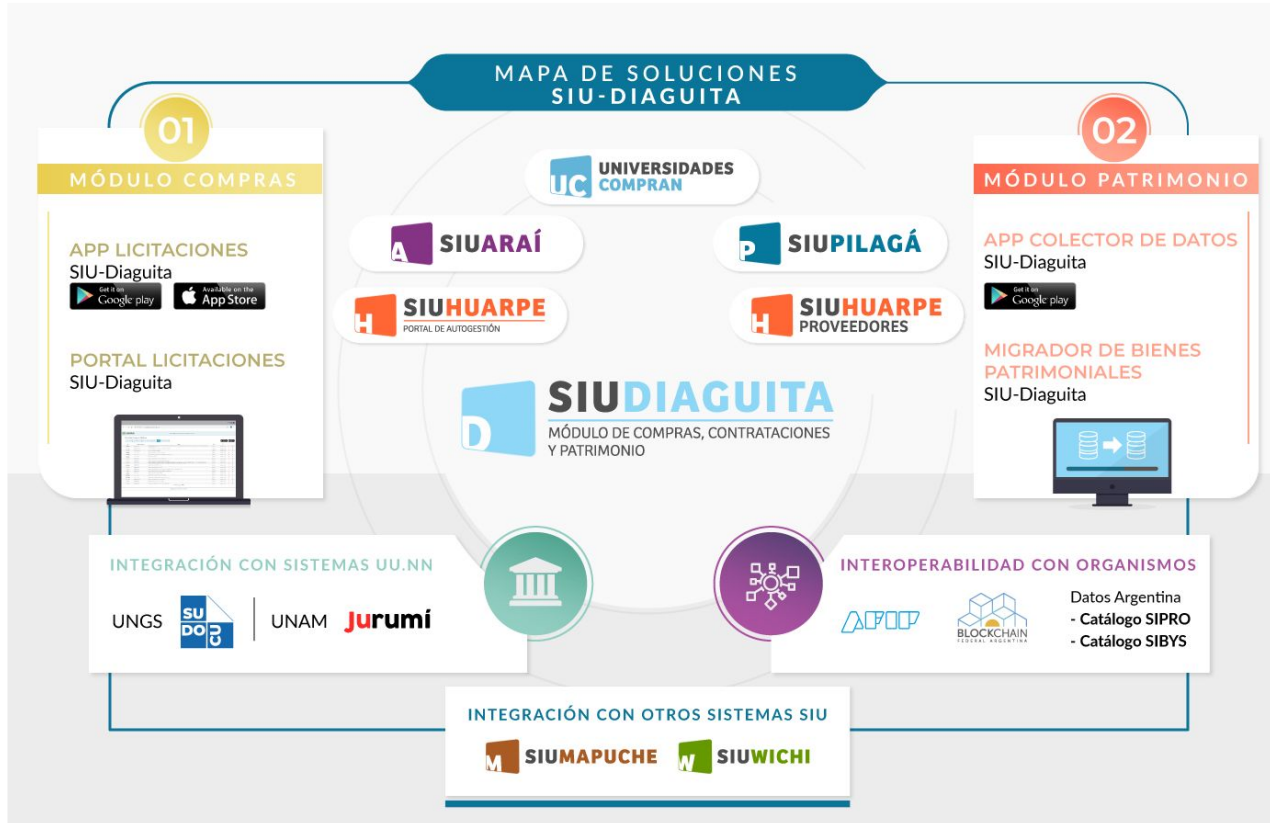 MAPA DE SOLUCIONES
SIU-DIAGUITA
01
MÓDULO COMPRAS
APP LICITACIONES
SIU-Diaguita
Get it on
Google play
Available on the
App Store
PORTAL LICITACIONES
SIU-Diaguita
UC
UNIVERSIDADES
COMPRAN
A
SIUARAÍ
P
SIUPILAGÁ
H
SIUHUARPE
PORTAL DE AUTOGESTIÓN
H
SIUHUARPE
PROVEEDORES
D
SIUDIAGUITA
MÓDULO DE COMPRAS, CONTRATACIONES
Y PATRIMONIO
02
MÓDULO PATRIMONIO
APP COLECTOR DE DATOS
SIU-Diaguita
Get it on
Google play
MIGRADOR DE BIENES
PATRIMONIALES
SIU-Diaguita
INTEGRACIÓN CON SISTEMAS UU.NN
UNGS
SU
DO
CU
UNAM
Jurumí
INTEROPERABILIDAD CON ORGANISMOS
AFIP
BLOCKCHAIN
FEDERAL ARGENTINA
Datos Argentina
- Catálogo SIPRO
- Catálogo SIBYS
INTEGRACIÓN CON OTROS SISTEMAS SIU
M
SIUMAPUCHE
W
SIUWICHI